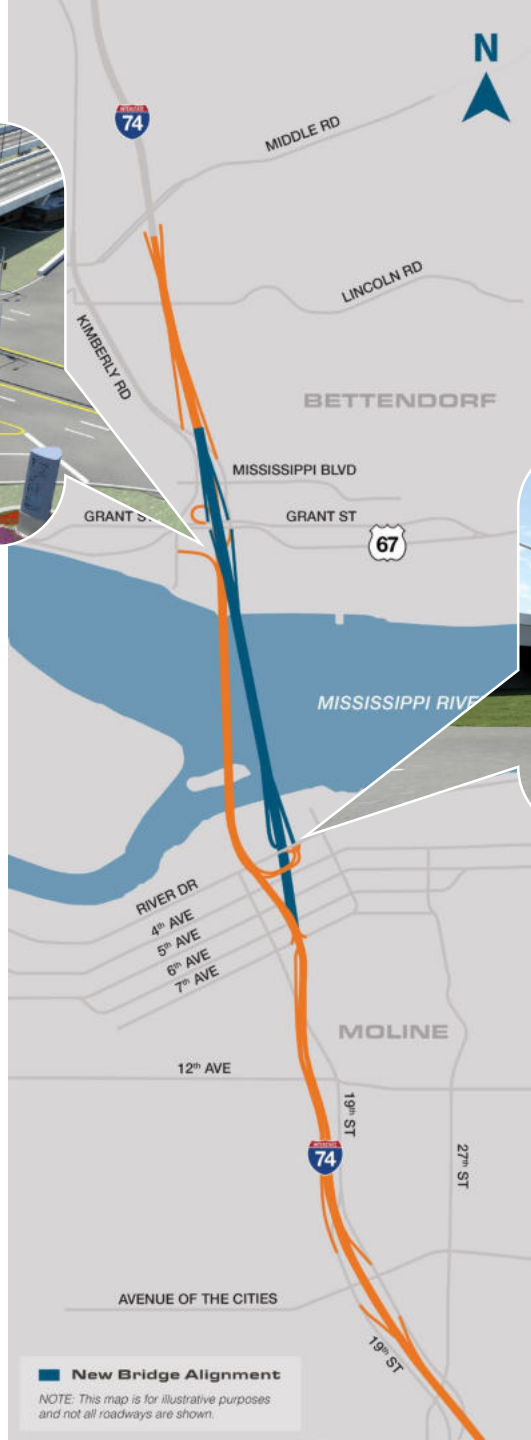 N
INTERSTATE
74
MIDDLE RD
LINCOLN RD
KIMBERLY RD
BETTENDORF
MISSISSIPPI BLVD
GRANT ST
GRANT ST
67
MISSISSIPPI RIVE
RIVER DR
4th AVE
5th AVE
6th AVE
7th AVE
MOLINE
12th AVE
19th ST
INTERSTATE
74
27th ST
AVENUE OF THE CITIES
19th ST
New Bridge Alignment
NOTE: This map is for illustrative purposes
and not all roadways are shown.